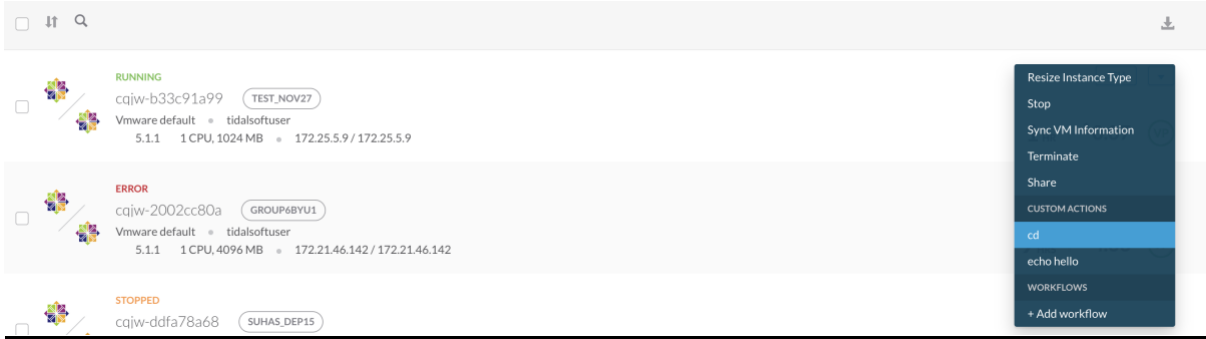 RUNNING
cqjw-b33c91a99 TEST_NOV27
Vmware default tidalsoftuser
5.1.1 1 CPU, 1024 MB 172.25.5.9 / 172.25.5.9
ERROR
cqjw-2002cc80a GROUP6BYU1
Vmware default tidalsoftuser
5.1.1 1 CPU, 4096 MB 172.21.46.142 / 172.21.46.142
STOPPED
cqjw-ddfa78a68 SUHAS_DEP15
Resize Instance Type
Stop
Sync VM Information
Terminate
Share
CUSTOM ACTIONS
cd
echo hello
WORKFLOWS
+ Add workflow